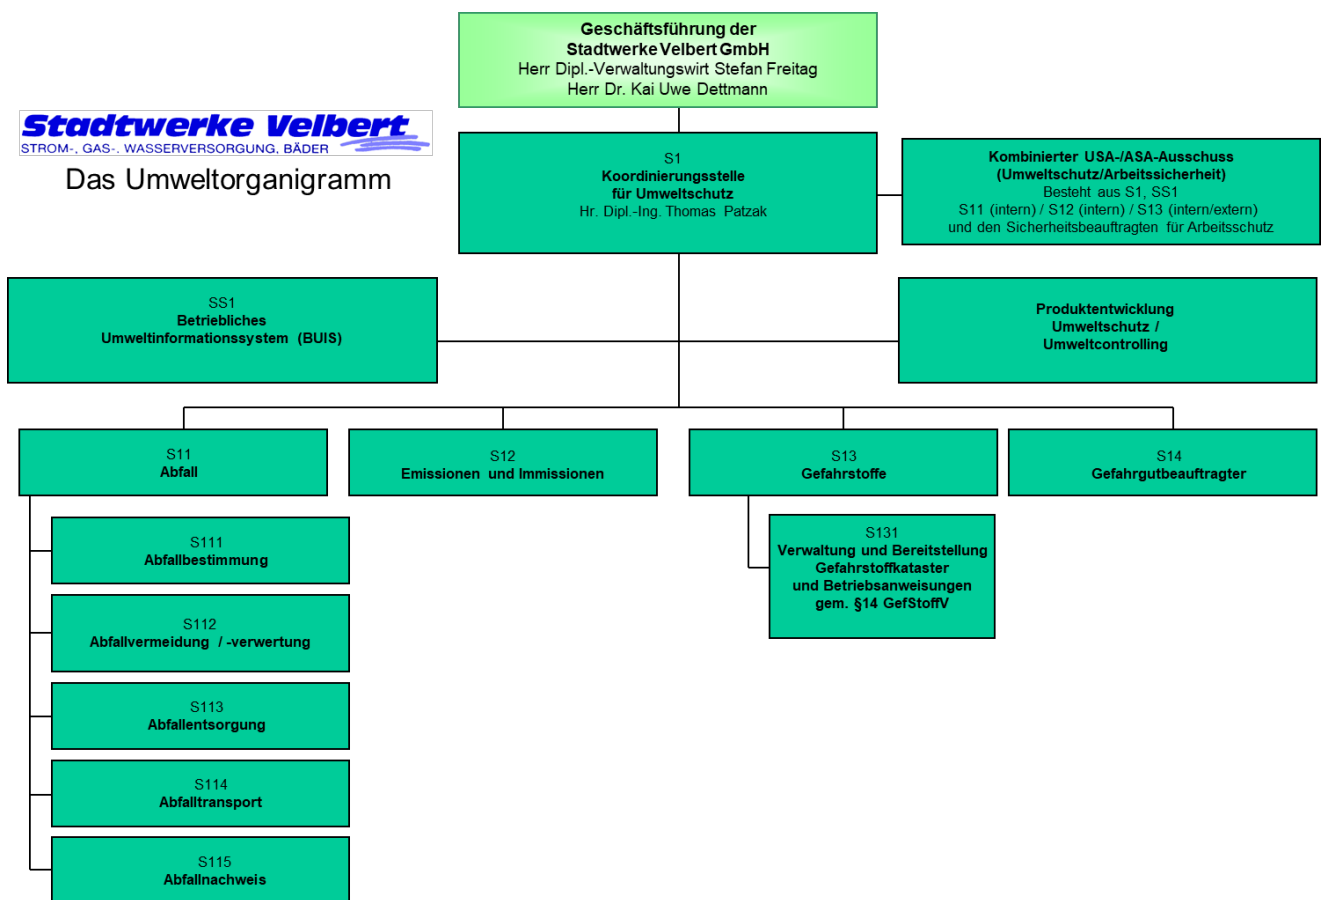 Geschäftsführung der
Stadtwerke Velbert GmbH
Herr Dipl.-Verwaltungswirt Stefan Freitag
Herr Dr. Kai Uwe Dettmann
Stadtwerke Velbert
STROM-, GAS-, WASSERVERSORGUNG, BÄDER
Das Umweltorganigramm
S1
Koordinierungsstelle
für Umweltschutz
Hr. Dipl.-Ing. Thomas Patzak
Kombinierter USA-/ASA-Ausschuss
(Umweltschutz/Arbeitssicherheit)
Besteht aus S1, SS1
S11 (intern) / S12 (intern) / S13 (intern/extern)
und den Sicherheitsbeauftragten für Arbeitsschutz
SS1
Betriebliches
Umweltinformationssystem (BUIS)
Produktentwicklung
Umweltschutz /
Umweltcontrolling
S11
Abfall
S12
Emissionen und Immissionen
S13
Gefahrstoffe
S14
Gefahrgutbeauftragter
S111
Abfallbestimmung
S112
Abfallvermeidung / -verwertung
S113
Abfallentsorgung
S114
Abfalltransport
S115
Abfallnachweis
S131
Verwaltung und Bereitstellung
Gefahrstoffkataster
und Betriebsanweisungen
gem. §14 GefStoffV